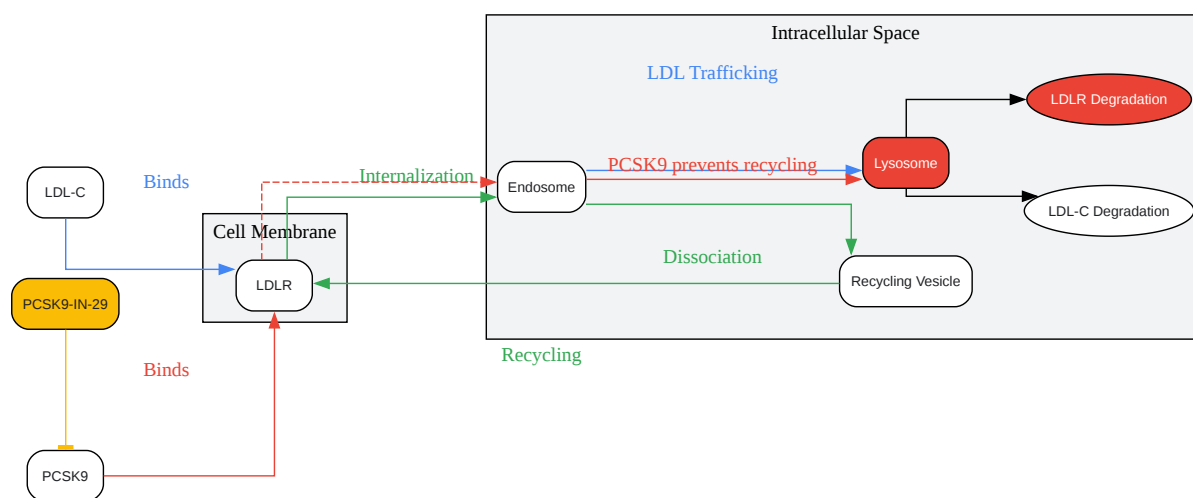 Intracellular Space
LDL Trafficking
LDLR Degradation
Lysosome
PCSK9 prevents recycling
Internalization
Endosome
Binds
LDL-C
LDL-C Degradation
Cell Membrane
Dissociation
LDLR
Recycling Vesicle
PCSK9-IN-29
Recycling
Binds
PCSK9